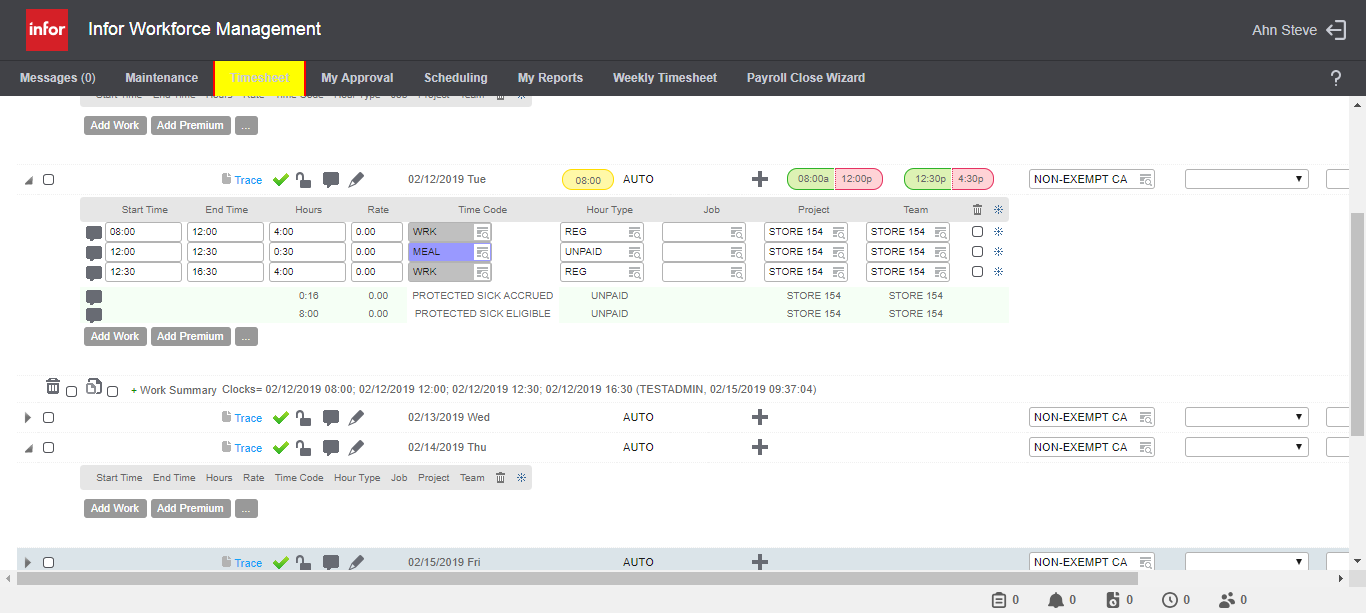 infor Infor Workforce Management Ahn Steve
Messages (0) Maintenance Timesheet My Approval Scheduling My Reports Weekly Timesheet Payroll Close Wizard ?
Start Time End Time Hours Rate Time Code Hour Type Job Project Team
Add Work Add Premium ...
Trace 02/12/2019 Tue 08:00 AUTO 08:00a 12:00p 12:30p 4:30p NON-EXEMPT CA
Start Time End Time Hours Rate Time Code Hour Type Job Project Team
08:00 12:00 4:00 0.00 WRK REG STORE 154 STORE 154
12:00 12:30 0:30 0.00 MEAL UNPAID STORE 154 STORE 154
12:30 16:30 4:00 0.00 WRK REG STORE 154 STORE 154
0:16 0.00 PROTECTED SICK ACCRUED UNPAID STORE 154 STORE 154
8:00 0.00 PROTECTED SICK ELIGIBLE UNPAID STORE 154 STORE 154
Add Work Add Premium ...
+ Work Summary Clocks= 02/12/2019 08:00; 02/12/2019 12:00; 02/12/2019 12:30; 02/12/2019 16:30 (TESTADMIN, 02/15/2019 09:37:04)
Trace 02/13/2019 Wed AUTO NON-EXEMPT CA
Trace 02/14/2019 Thu AUTO NON-EXEMPT CA
Start Time End Time Hours Rate Time Code Hour Type Job Project Team
Add Work Add Premium ...
Trace 02/15/2019 Fri AUTO NON-EXEMPT CA
0 0 0 0 0